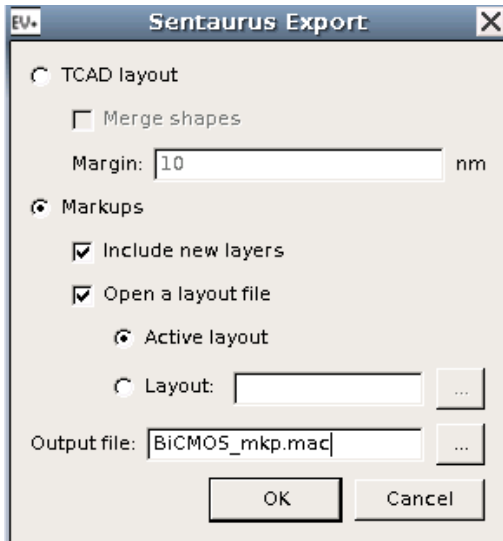 EV. Sentaurus Export
TCAD layout
Merge shapes
Margin: 10 nm
Markups
Include new layers
Open a layout file
Active layout
Layout: ...
Output file: BiCMOS_mkp.mac ...
OK Cancel